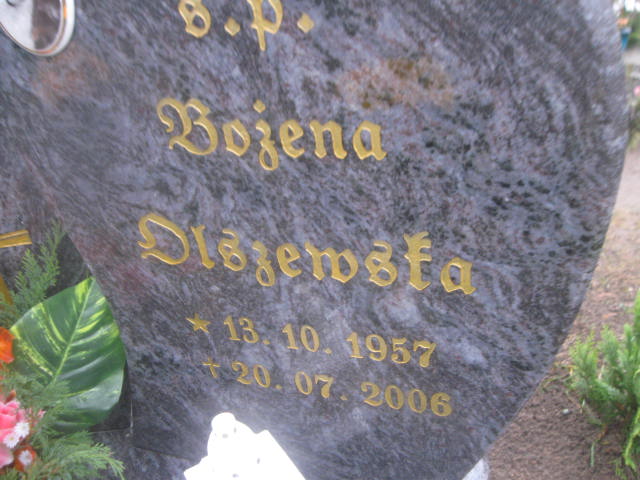 ś.p.
Bożena
Olszewska
★ 13. 10. 1957
✝ 20. 07. 2006